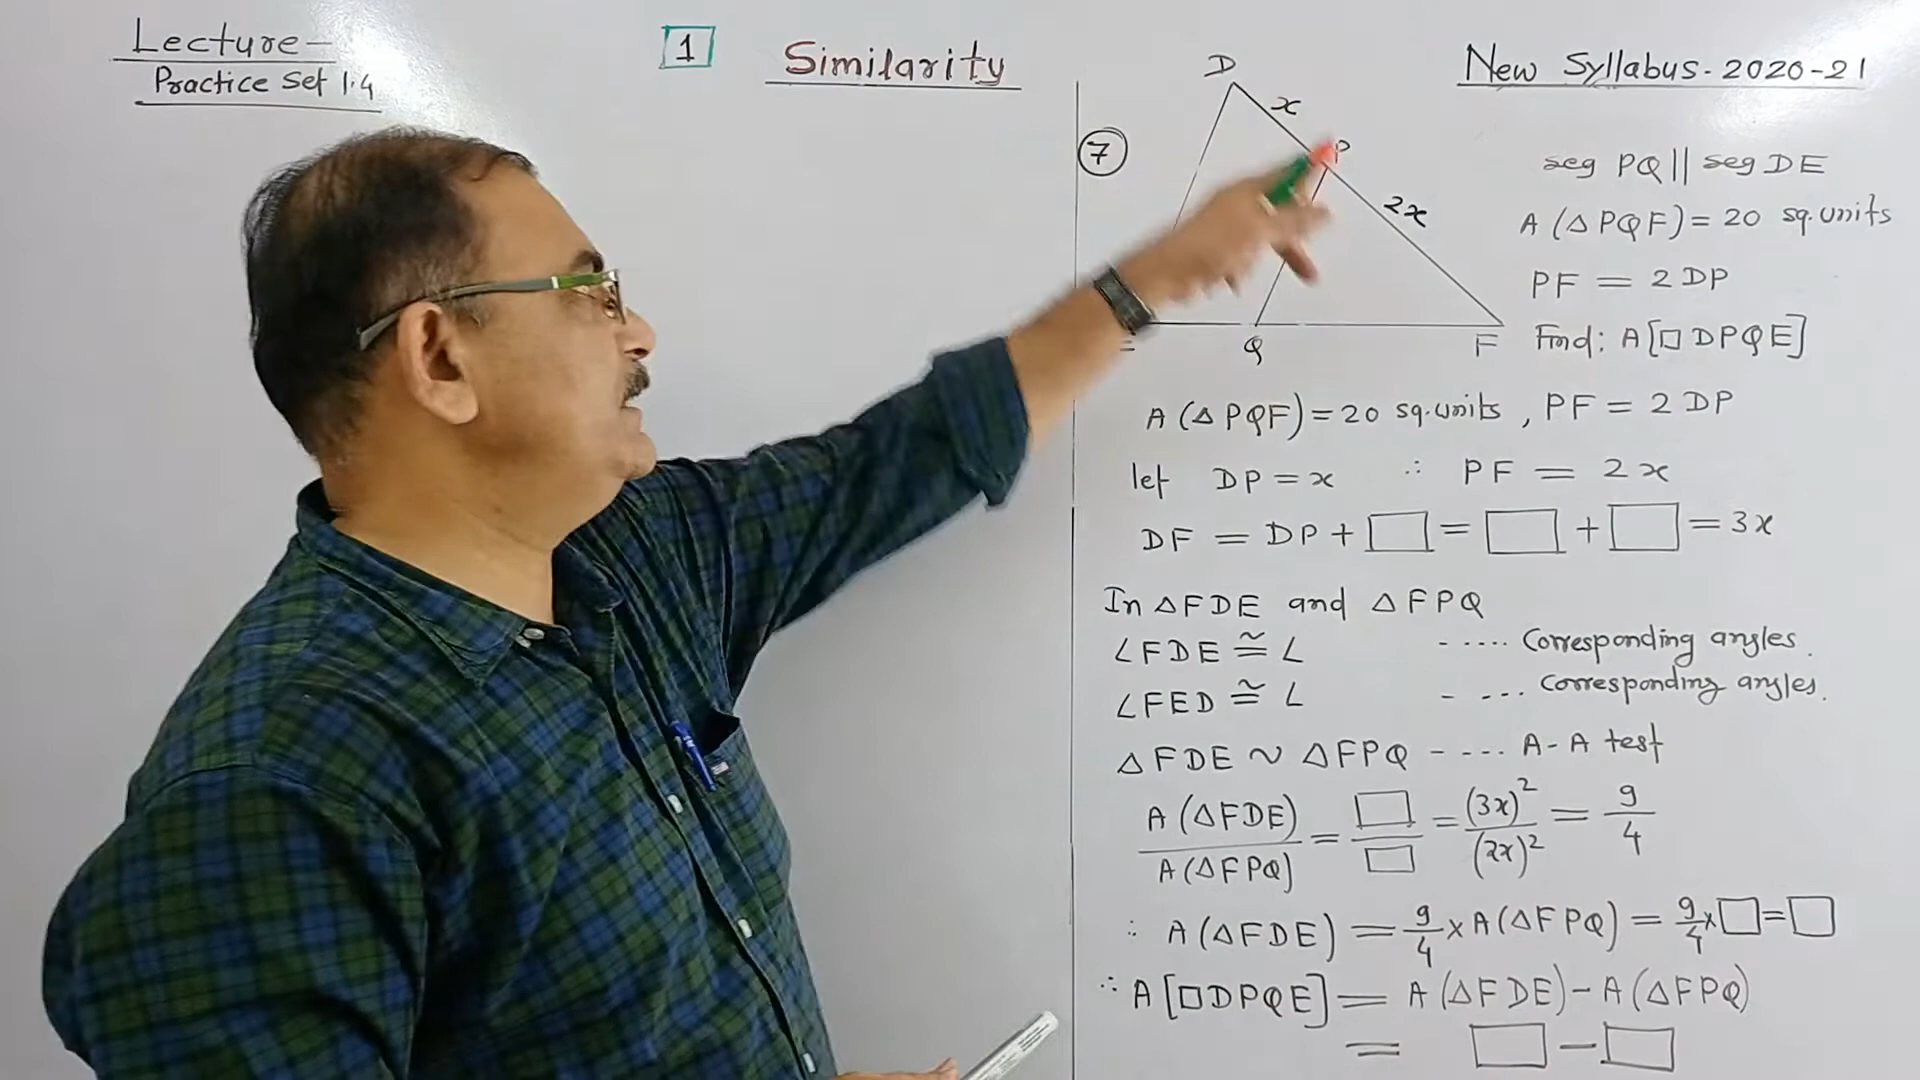 Lecture-
Practice Set 1.4
1
Similarity
New Syllabus. 2020-21
7
D
x
P
2x
Q
F
seg PQ || seg DE
A (△ PQF) = 20 sq.units
PF = 2 DP
Find: A[□ DPQE]
A (△ PQF) = 20 sq.units , PF = 2 DP
let DP = x ∴ PF = 2x
DF = DP + □ = □ + □ = 3x
In △FDE and △FPQ
∠FDE ≅ ∠ ----- Corresponding angles.
∠FED ≅ ∠ - --- Corresponding angles.
△FDE ~ △FPQ - ---- A-A test
A(△FDE)/A(△FPQ) = □/□ = (3x)²/(2x)² = 9/4
∴ A(△FDE) = 9/4 × A(△FPQ) = 9/4 × □ = □
∴ A[□DPQE] = A(△FDE) - A(△FPQ)
= □ - □